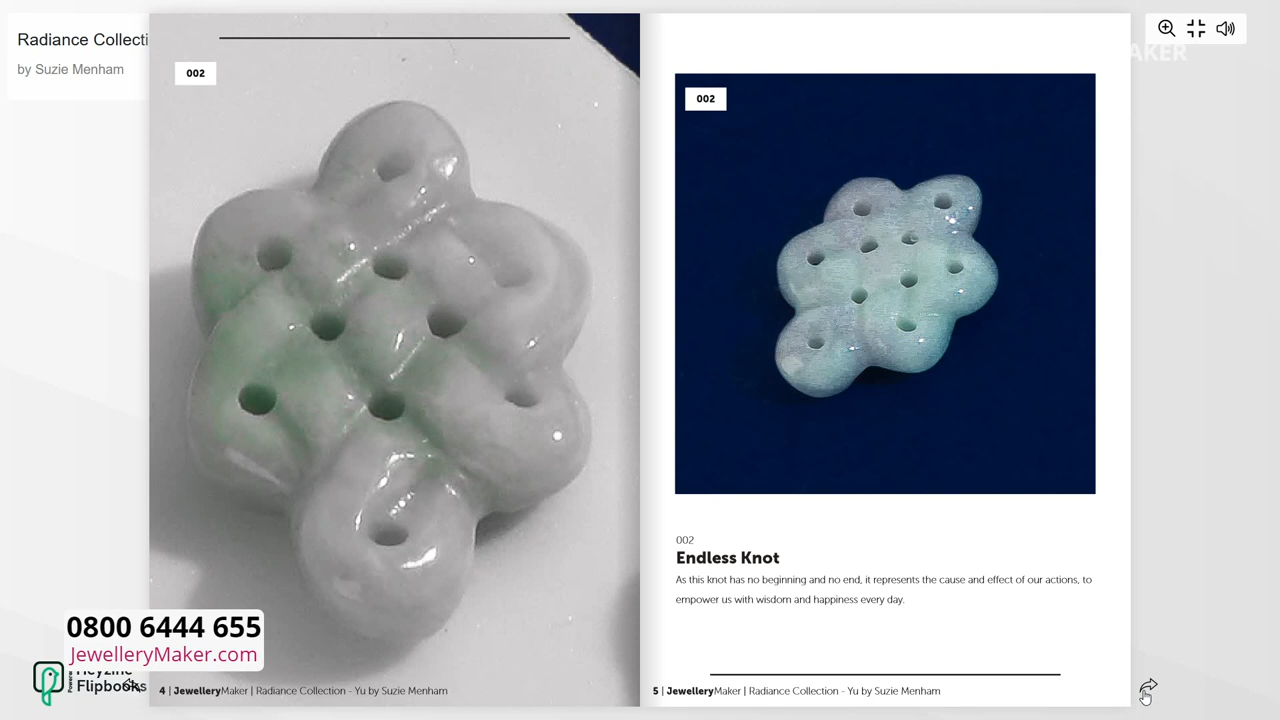 Radiance Collecti
by Suzie Menham
002
002
AKER
002
Endless Knot
As this knot has no beginning and no end, it represents the cause and effect of our actions, to
empower us with wisdom and happiness every day.
0800 6444 655
JewelleryMaker.com
Flipbooks
4 | JewelleryMaker | Radiance Collection - Yu by Suzie Menham
5 | JewelleryMaker | Radiance Collection - Yu by Suzie Menham